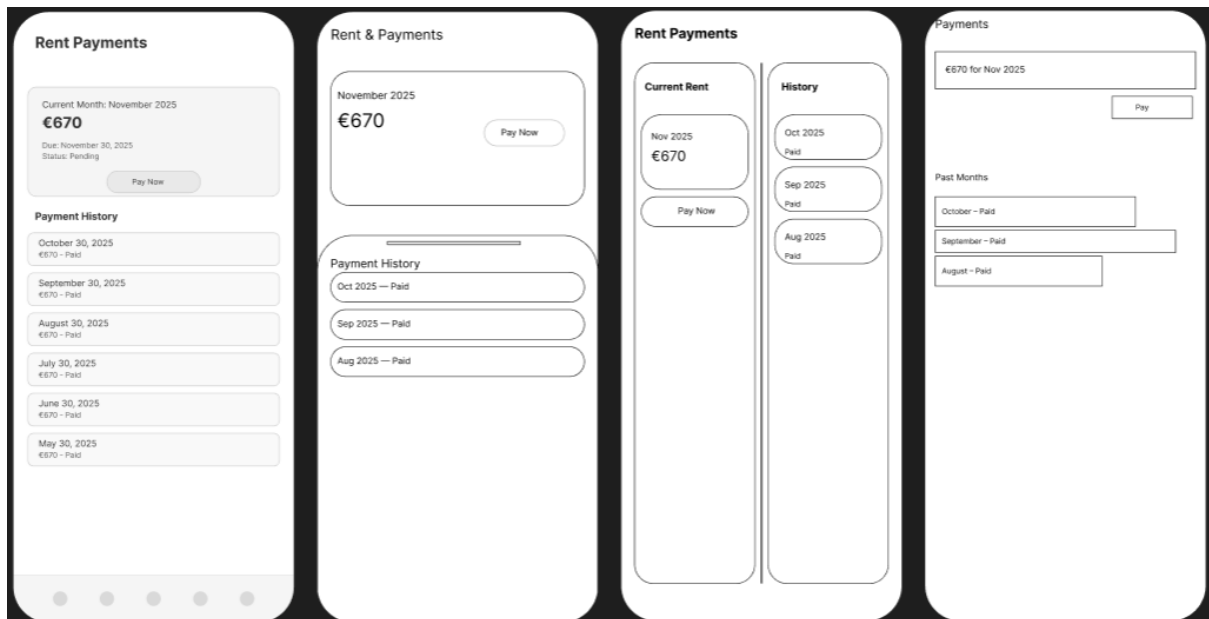 Rent Payments
Current Month: November 2025
€670
Due: November 30, 2025
Status: Pending
Pay Now
Payment History
October 30, 2025
€670 - Paid
September 30, 2025
€670 - Paid
August 30, 2025
€670 - Paid
July 30, 2025
€670 - Paid
June 30, 2025
€670 - Paid
May 30, 2025
€670 - Paid
Rent & Payments
November 2025
€670
Pay Now
Payment History
Oct 2025 — Paid
Sep 2025 — Paid
Aug 2025 — Paid
Rent Payments
Current Rent
Nov 2025
€670
Pay Now
History
Oct 2025
Paid
Sep 2025
Paid
Aug 2025
Paid
Payments
€670 for Nov 2025
Pay
Past Months
October – Paid
September – Paid
August – Paid